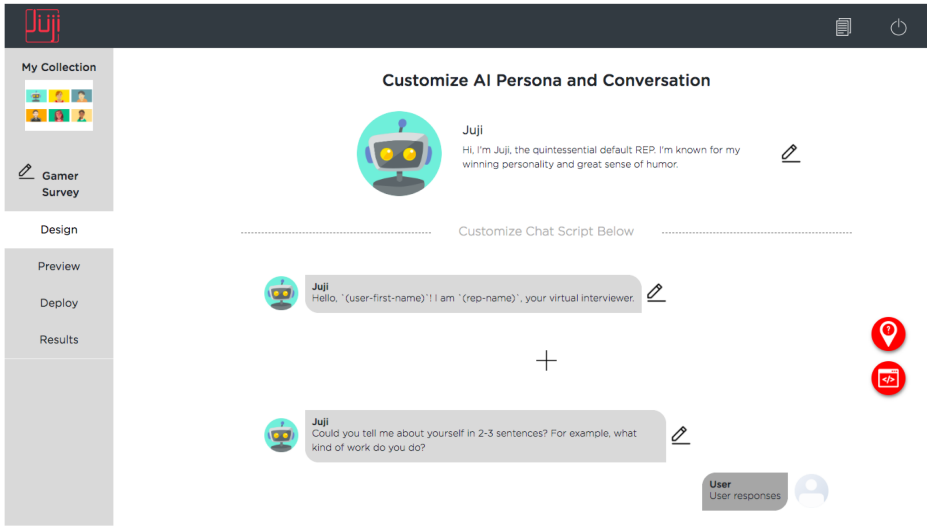 Juji
My Collection
Gamer
Survey
Design
Preview
Deploy
Results
Customize AI Persona and Conversation
Juji
Hi, I'm Juji, the quintessential default REP. I'm known for my
winning personality and great sense of humor.
Customize Chat Script Below
Juji
Hello, `(user-first-name)`! I am `(rep-name)`, your virtual interviewer.
Juji
Could you tell me about yourself in 2-3 sentences? For example, what
kind of work do you do?
User
User responses
?
</>